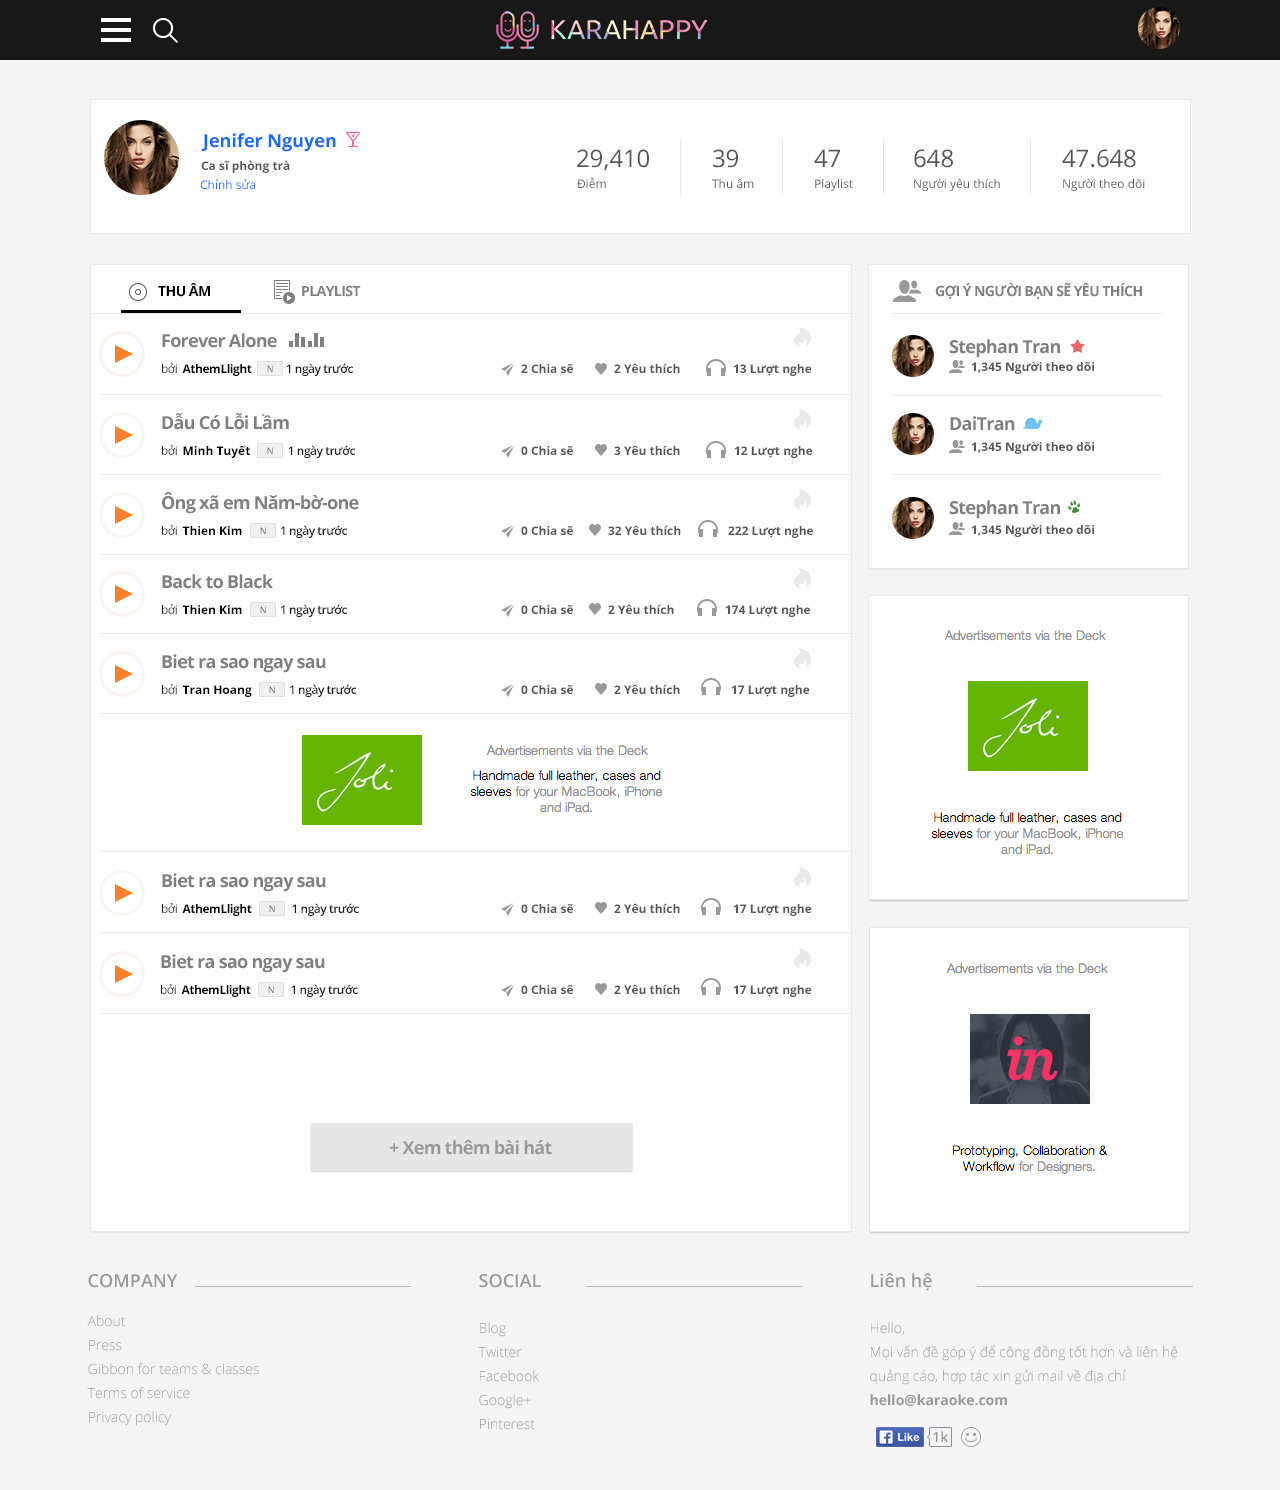 KARAHAPPY
Jenifer Nguyen
Ca sĩ phòng trà
Chỉnh sửa
29,410
Điểm
39
Thu âm
47
Playlist
648
Người yêu thích
47.648
Người theo dõi
THU ÂM
PLAYLIST
Forever Alone
bởi AthemLlight N 1 ngày trước 2 Chia sẽ 2 Yêu thích 13 Lượt nghe
Dẫu Có Lỗi Lầm
bởi Minh Tuyết N 1 ngày trước 0 Chia sẽ 3 Yêu thích 12 Lượt nghe
Ông xã em Năm-bờ-one
bởi Thien Kim N 1 ngày trước 0 Chia sẽ 32 Yêu thích 222 Lượt nghe
Back to Black
bởi Thien Kim N 1 ngày trước 0 Chia sẽ 2 Yêu thích 174 Lượt nghe
Biet ra sao ngay sau
bởi Tran Hoang N 1 ngày trước 0 Chia sẽ 2 Yêu thích 17 Lượt nghe
Joli
Advertisements via the Deck
Handmade full leather, cases and
sleeves for your MacBook, iPhone
and iPad.
Biet ra sao ngay sau
bởi AthemLlight N 1 ngày trước 0 Chia sẽ 2 Yêu thích 17 Lượt nghe
Biet ra sao ngay sau
bởi AthemLlight N 1 ngày trước 0 Chia sẽ 2 Yêu thích 17 Lượt nghe
+ Xem thêm bài hát
GỢI Ý NGƯỜI BẠN SẼ YÊU THÍCH
Stephan Tran
1,345 Người theo dõi
DaiTran
1,345 Người theo dõi
Stephan Tran
1,345 Người theo dõi
Advertisements via the Deck
Joli
Handmade full leather, cases and
sleeves for your MacBook, iPhone
and iPad.
Advertisements via the Deck
in
Prototyping, Collaboration &
Workflow for Designers.
COMPANY
About
Press
Gibbon for teams & classes
Terms of service
Privacy policy
SOCIAL
Blog
Twitter
Facebook
Google+
Pinterest
Liên hệ
Hello,
Mọi vấn đề góp ý để công đồng tốt hơn và liên hệ
quảng cáo, hợp tác xin gửi mail về địa chỉ
hello@karaoke.com
Like 1k